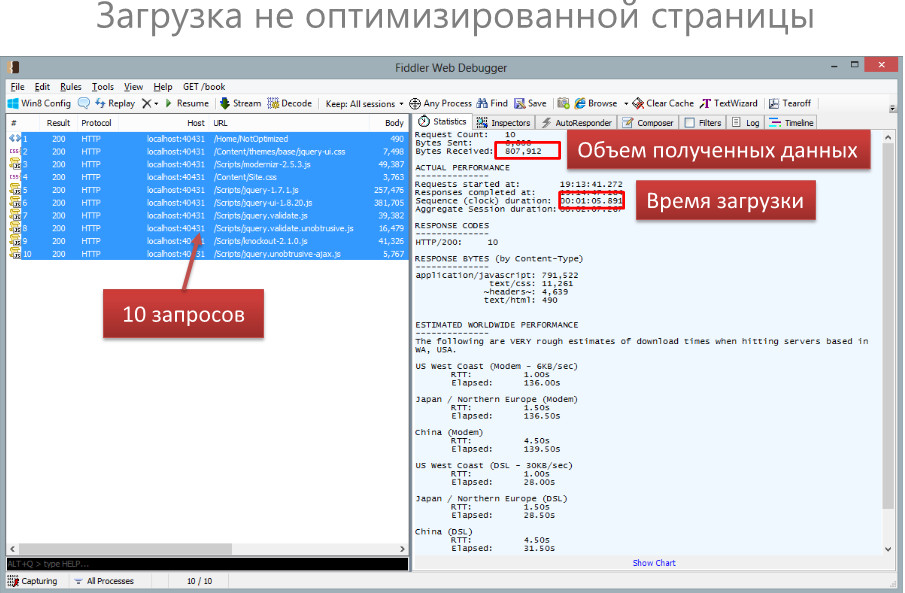 Загрузка не оптимизированной страницы
Fiddler Web Debugger
File Edit Rules Tools View Help GET /book
Win8 Config Replay Resume Stream Decode Keep: All sessions Any Process Find Save Browse Clear Cache TextWizard Tearoff
# Result Protocol Host URL Body
1 200 HTTP localhost:40431 /Home/NotOptimized 490
2 200 HTTP localhost:40431 /Content/themes/base/jquery-ui.css 7,498
3 200 HTTP localhost:40431 /Scripts/modernizr-2.5.3.js 49,387
4 200 HTTP localhost:40431 /Content/Site.css 3,763
5 200 HTTP localhost:40431 /Scripts/jquery-1.7.1.js 257,476
6 200 HTTP localhost:40431 /Scripts/jquery-ui-1.8.20.js 381,705
7 200 HTTP localhost:40431 /Scripts/jquery.validate.js 39,382
8 200 HTTP localhost:40431 /Scripts/jquery.validate.unobtrusive.js 16,479
9 200 HTTP localhost:40431 /Scripts/knockout-2.1.0.js 41,326
10 200 HTTP localhost:40431 /Scripts/jquery.unobtrusive-ajax.js 5,767
10 запросов
Statistics Inspectors AutoResponder Composer Filters Log Timeline
Request Count: 10
Bytes Sent:
Bytes Received: 807,912
Объем полученных данных
ACTUAL PERFORMANCE
--------------
Requests started at: 19:13:41.272
Responses completed at:
Sequence (clock) duration: 00:01:05.891
Aggregate Session duration:
Время загрузки
RESPONSE CODES
--------------
HTTP/200: 10
RESPONSE BYTES (by Content-Type)
--------------
application/javascript: 791,522
text/css: 11,261
~headers~: 4,639
text/html: 490
ESTIMATED WORLDWIDE PERFORMANCE
--------------
The following are VERY rough estimates of download times when hitting servers based in
WA, USA.
US West Coast (Modem - 6KB/sec)
RTT: 1.00s
Elapsed: 136.00s
Japan / Northern Europe (Modem)
RTT: 1.50s
Elapsed: 136.50s
China (Modem)
RTT: 4.50s
Elapsed: 139.50s
US West Coast (DSL - 30KB/sec)
RTT: 1.00s
Elapsed: 28.00s
Japan / Northern Europe (DSL)
RTT: 1.50s
Elapsed: 28.50s
China (DSL)
RTT: 4.50s
Elapsed: 31.50s
Show Chart
ALT+Q > type HELP...
Capturing All Processes 10 / 10